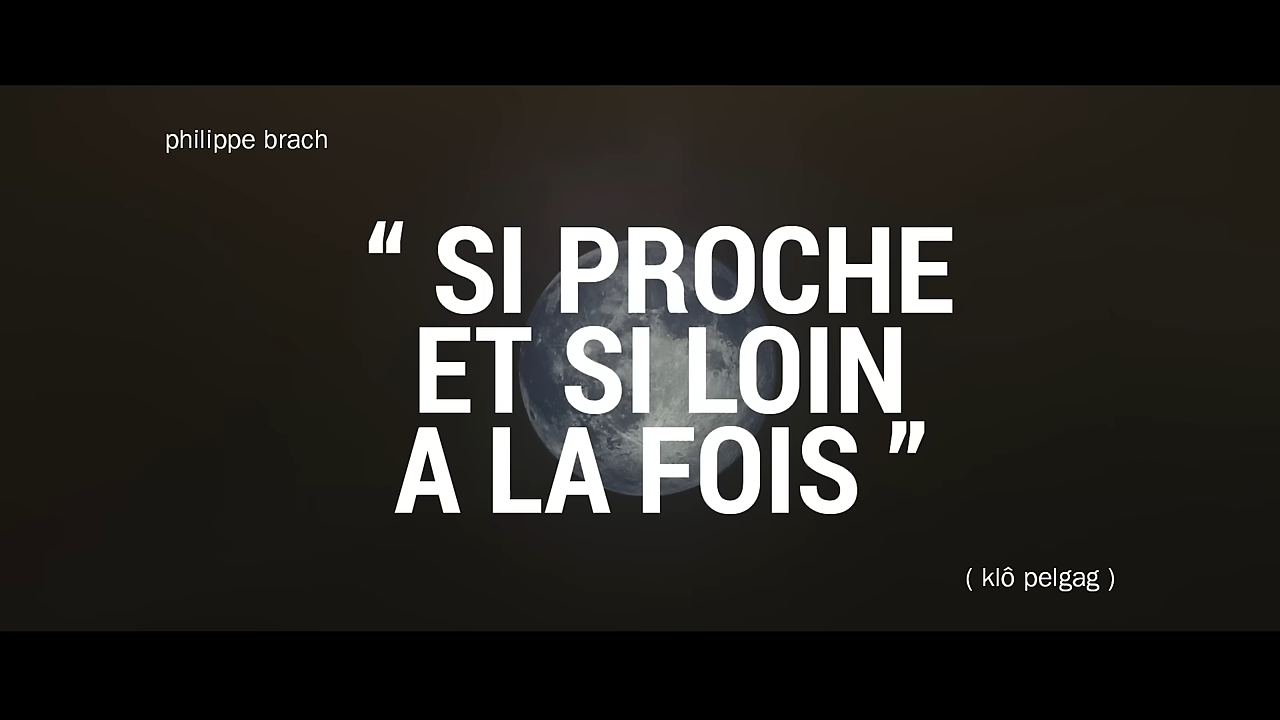 philippe brach
“ SI PROCHE
ET SI LOIN
A LA FOIS ”
( klô pelgag )